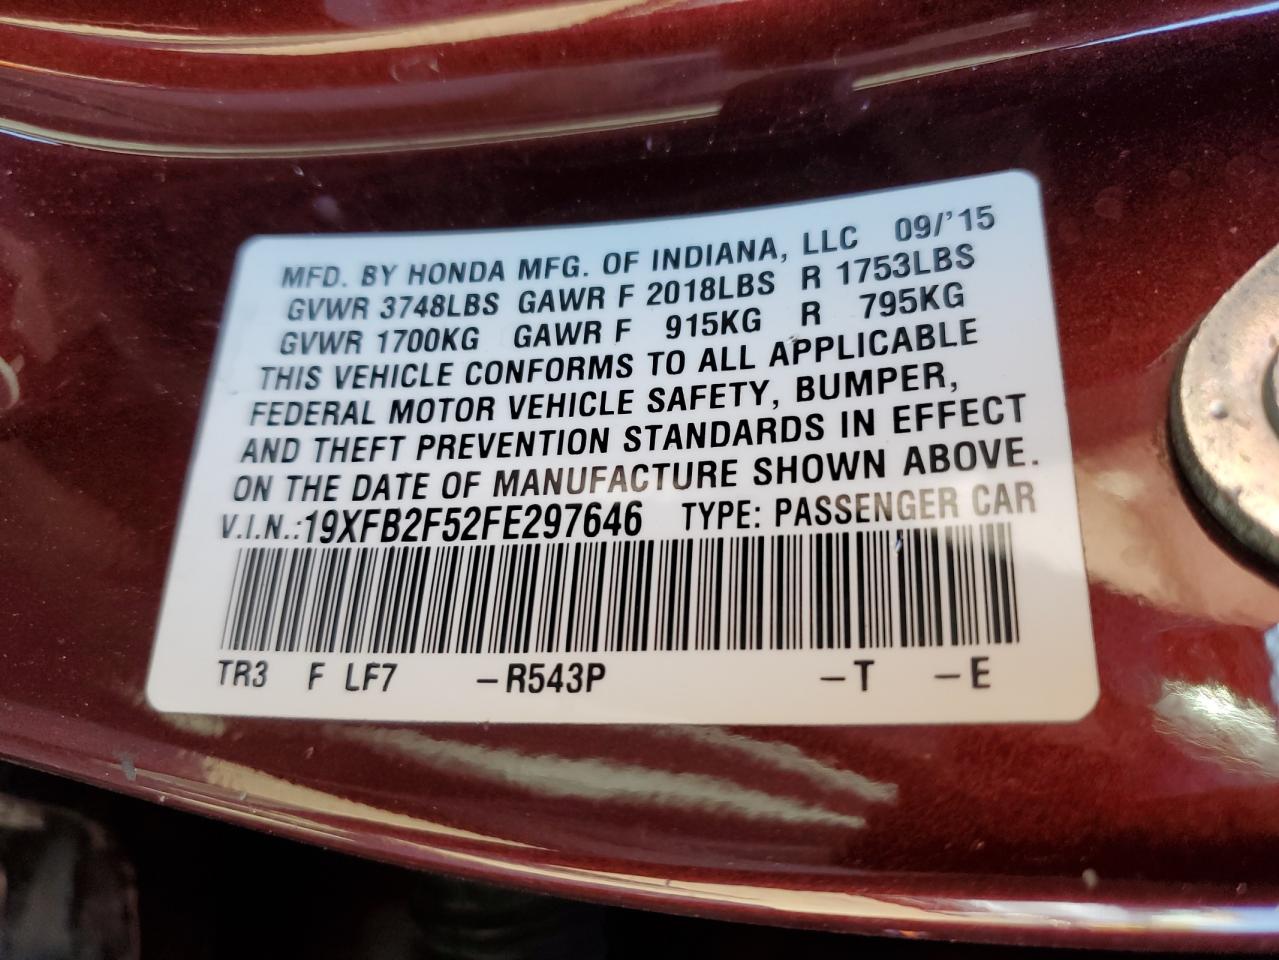 MFD. BY HONDA MFG. OF INDIANA, LLC 09/'15
GVWR 3748LBS GAWR F 2018LBS R 1753LBS
GVWR 1700KG GAWR F 915KG R 795KG
THIS VEHICLE CONFORMS TO ALL APPLICABLE
FEDERAL MOTOR VEHICLE SAFETY, BUMPER,
AND THEFT PREVENTION STANDARDS IN EFFECT
ON THE DATE OF MANUFACTURE SHOWN ABOVE.
V.I.N.:19XFB2F52FE297646 TYPE: PASSENGER CAR
TR3 F LF7 –R543P –T –E